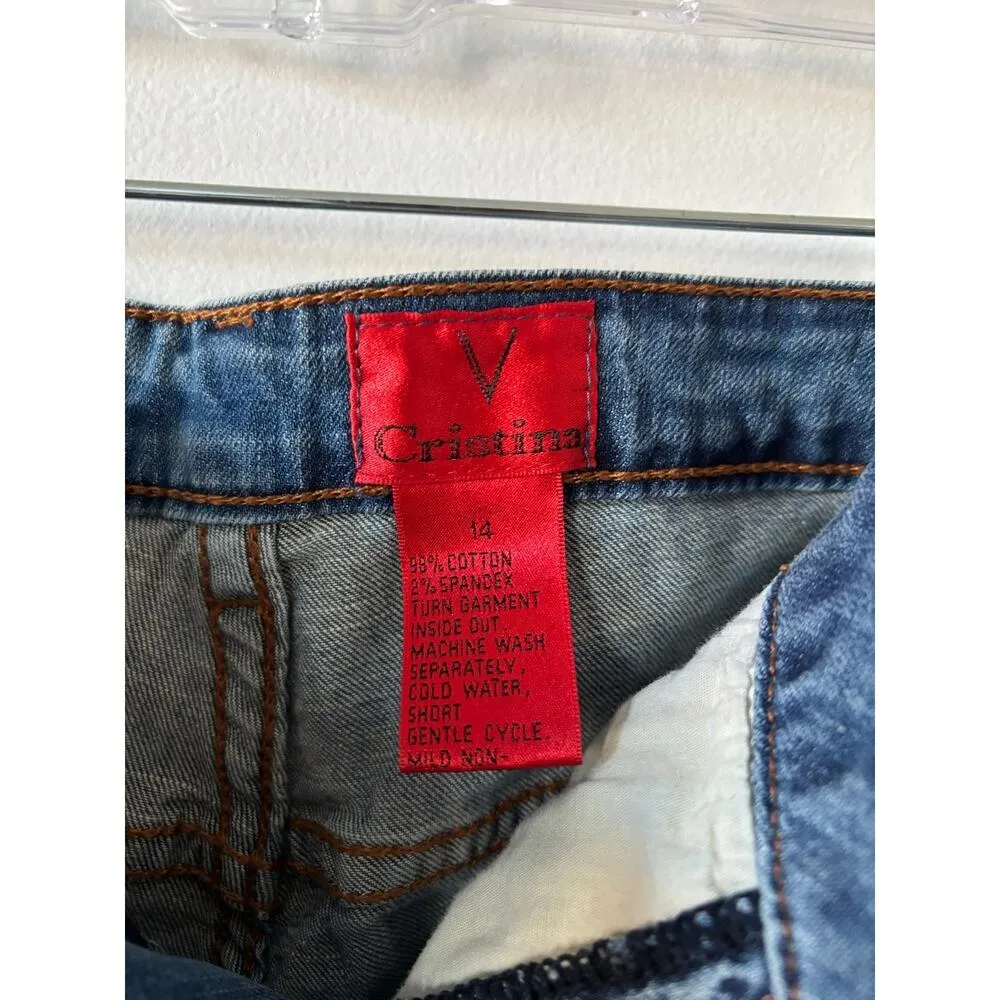 V
Cristina
14
98% COTTON
2% SPANDEX
TURN GARMENT
INSIDE OUT.
MACHINE WASH
SEPARATELY,
COLD WATER,
SHORT
GENTLE CYCLE.
MILD NON-